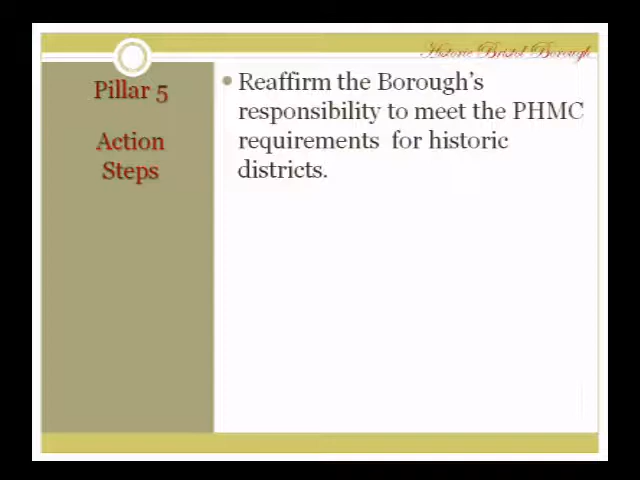 Historic Bristol Borough
Pillar 5
Action
Steps
Reaffirm the Borough's
responsibility to meet the PHMC
requirements for historic
districts.